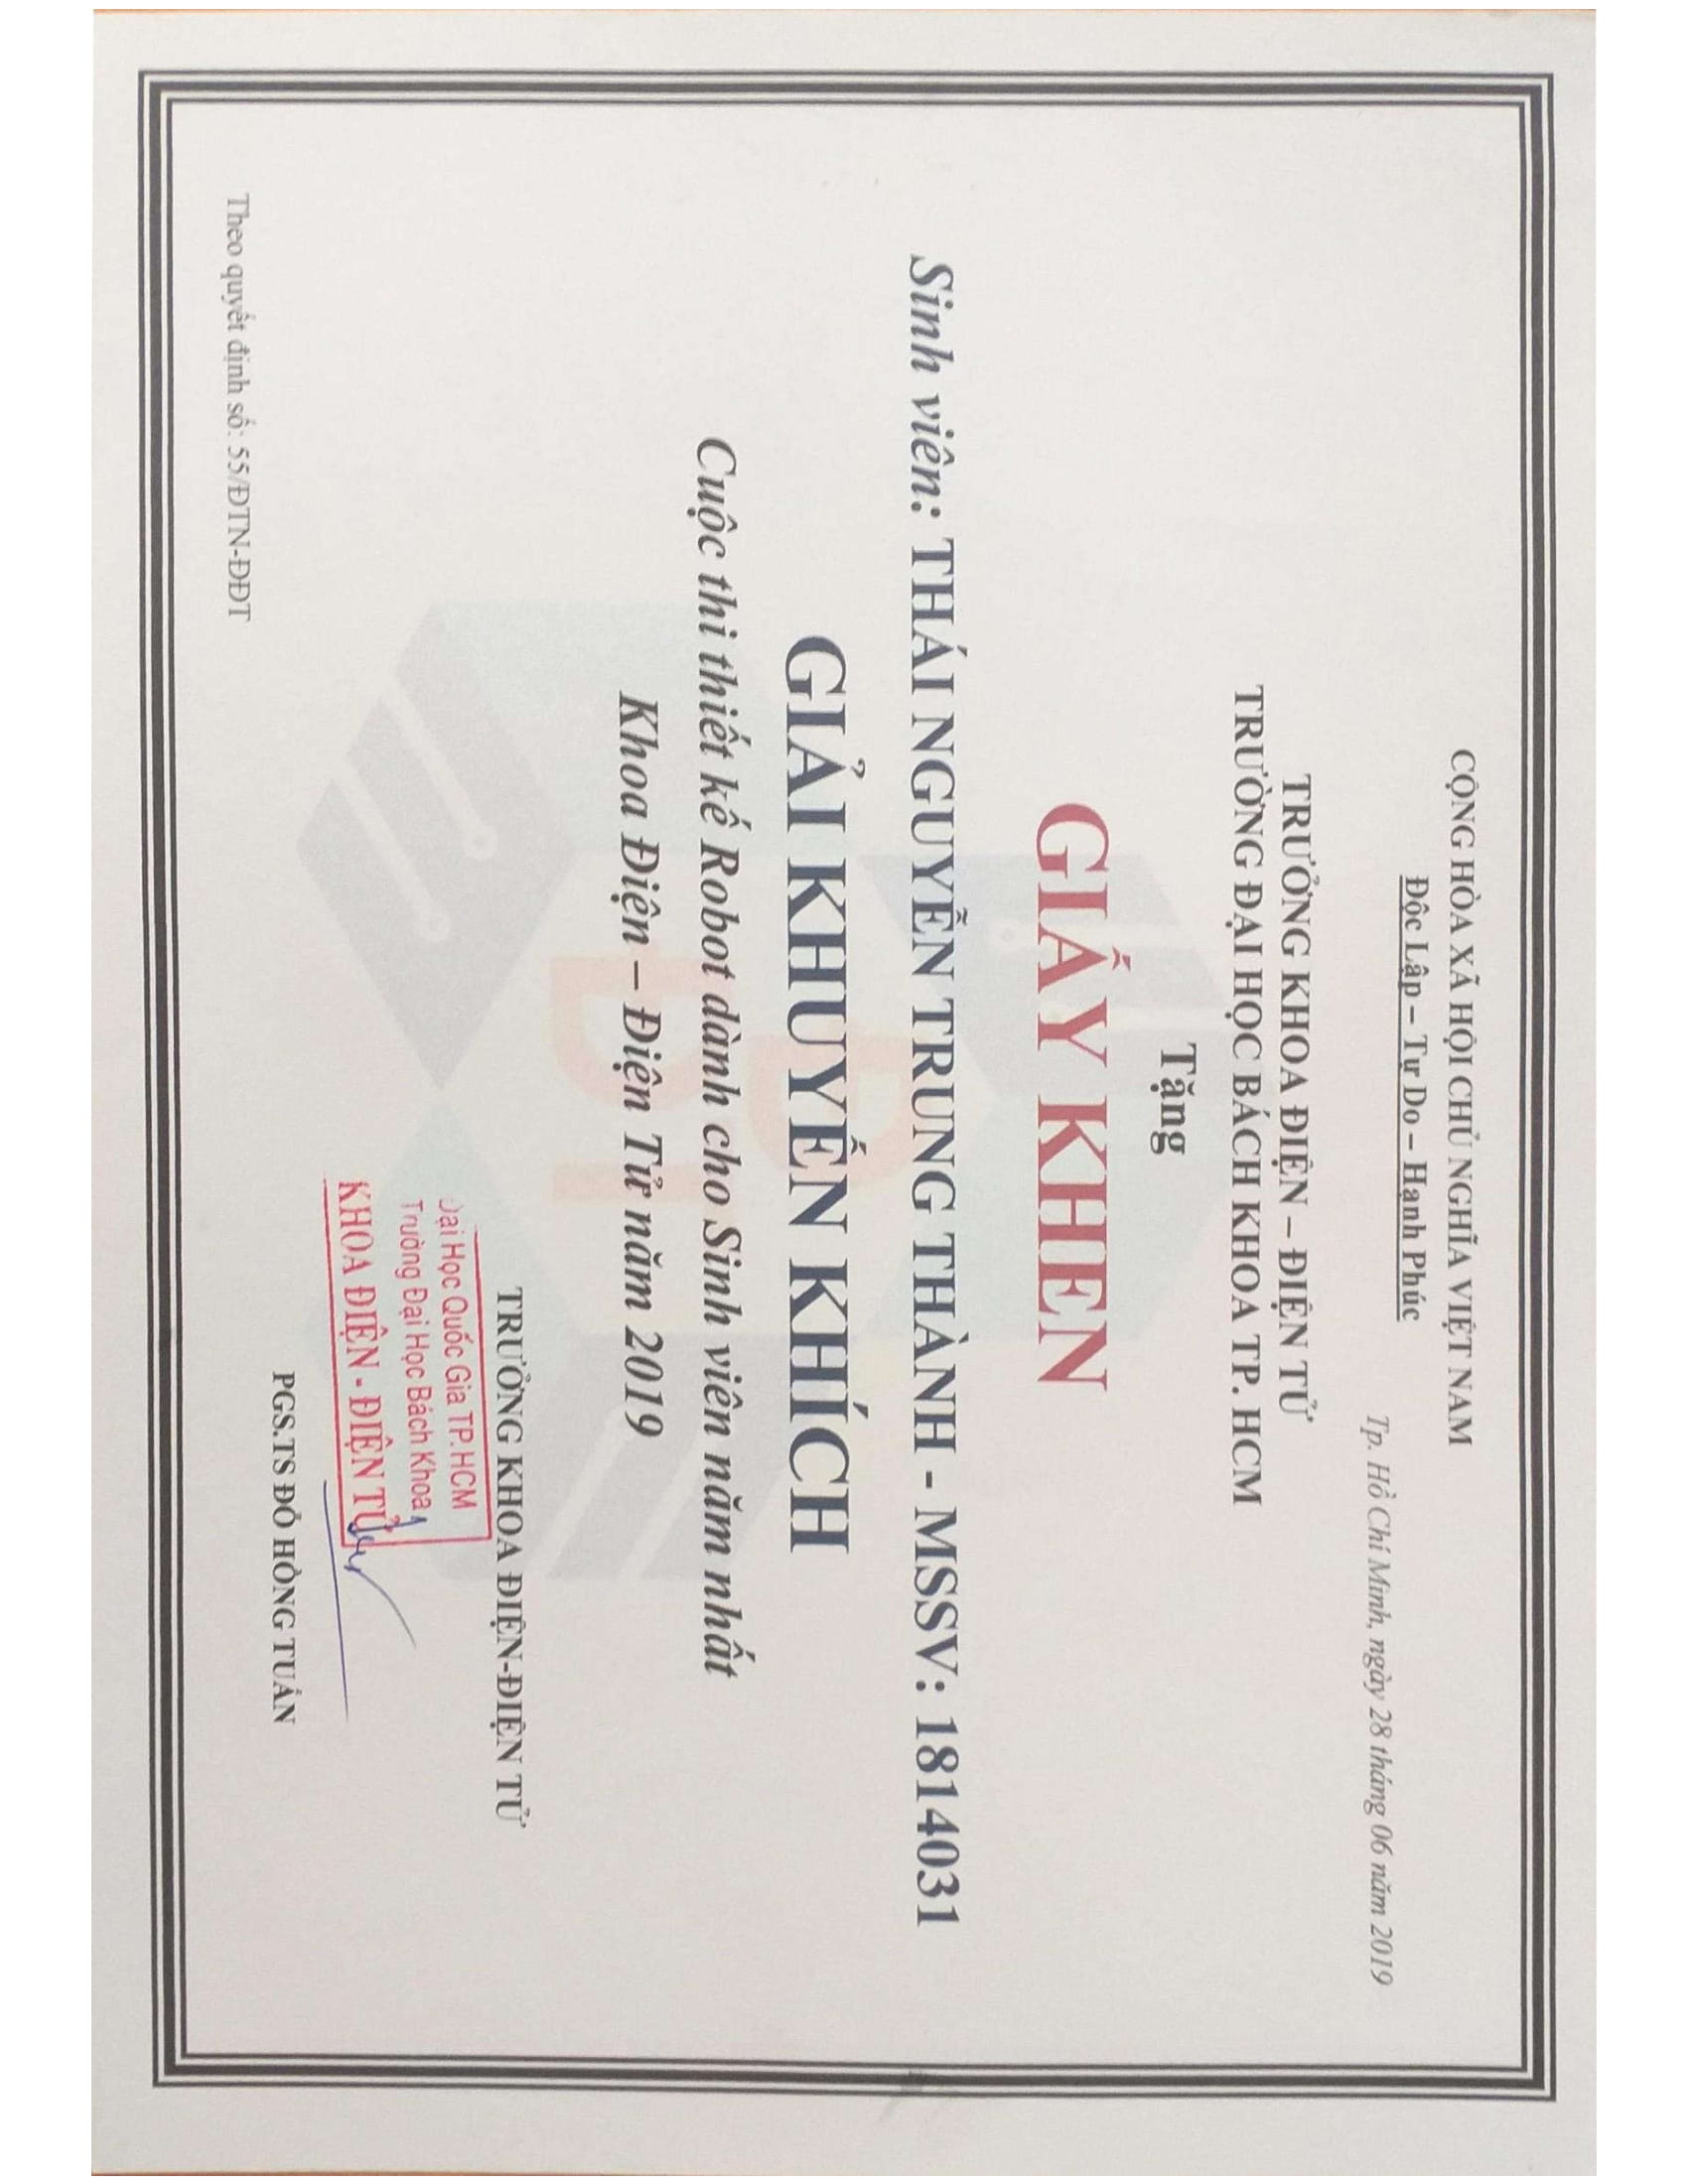 CỘNG HÒA XÃ HỘI CHỦ NGHĨA VIỆT NAM
Độc Lập – Tự Do – Hạnh Phúc
Tp. Hồ Chí Minh, ngày 28 tháng 06 năm 2019
TRƯỞNG KHOA ĐIỆN – ĐIỆN TỬ
TRƯỜNG ĐẠI HỌC BÁCH KHOA TP. HCM
Tặng
GIẤY KHEN
Sinh viên: THÁI NGUYỄN TRUNG THÀNH - MSSV: 1814031
GIẢI KHUYẾN KHÍCH
Cuộc thi thiết kế Robot dành cho Sinh viên năm nhất
Khoa Điện – Điện Tử năm 2019
TRƯỞNG KHOA ĐIỆN-ĐIỆN TỬ
Đại Học Quốc Gia TP.HCM
Trường Đại Học Bách Khoa
KHOA ĐIỆN - ĐIỆN TỬ
PGS.TS ĐỖ HỒNG TUẤN
Theo quyết định số: 55/ĐTN-ĐĐT
Đ
ĐT